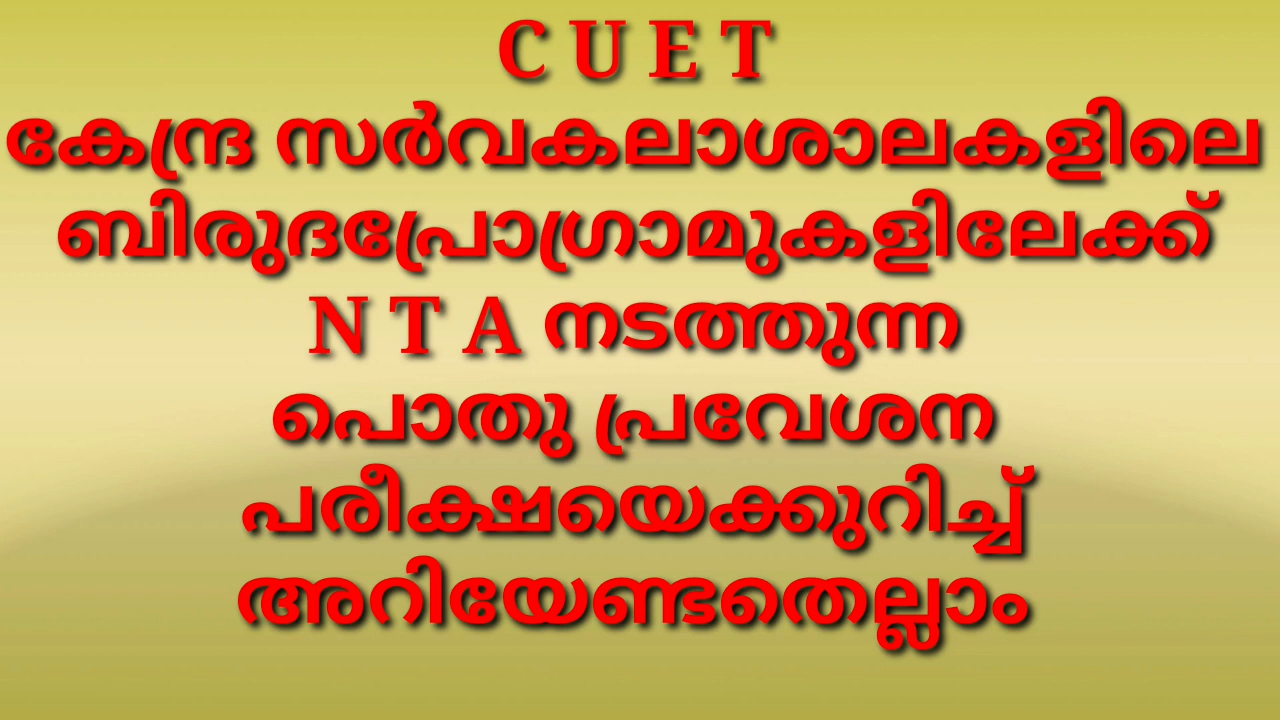 C U E T
കേന്ദ്ര സർവകലാശാലകളിലെ
ബിരുദപ്രോഗ്രാമുകളിലേക്ക്
N T A നടത്തുന്ന
പൊതു പ്രവേശന
പരീക്ഷയെക്കുറിച്ച്
അറിയേണ്ടതെല്ലാം